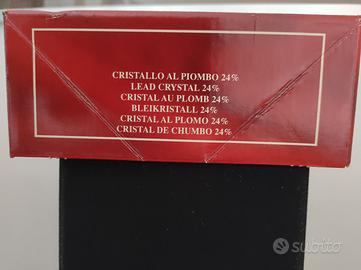 CRISTALLO AL PIOMBO 24%
LEAD CRYSTAL 24%
CRISTAL AU PLOMB 24%
BLEIKRISTALL 24%
CRISTAL AL PLOMO 24%
CRISTAL DE CHUMBO 24%
subito